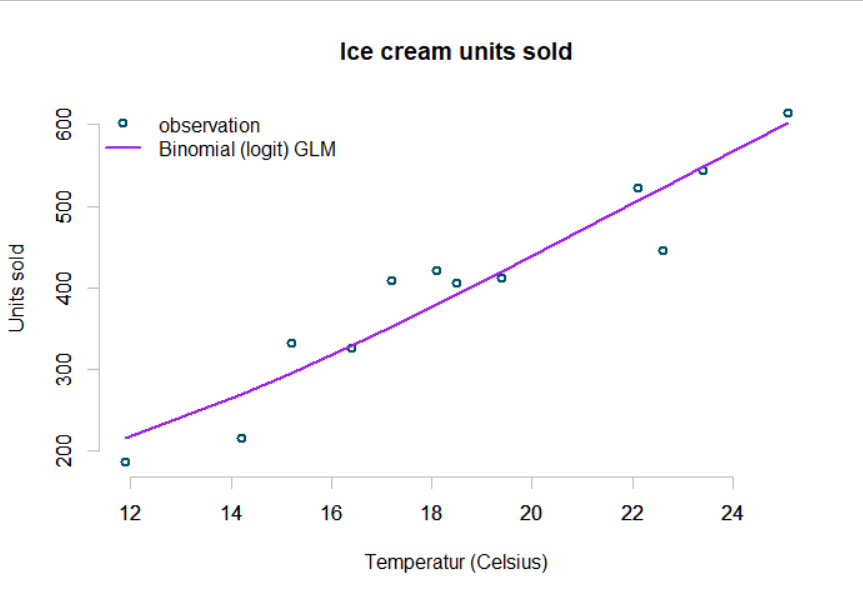 Ice cream units sold
observation
Binomial (logit) GLM
600
500
400
300
200
Units sold
12 14 16 18 20 22 24
Temperatur (Celsius)